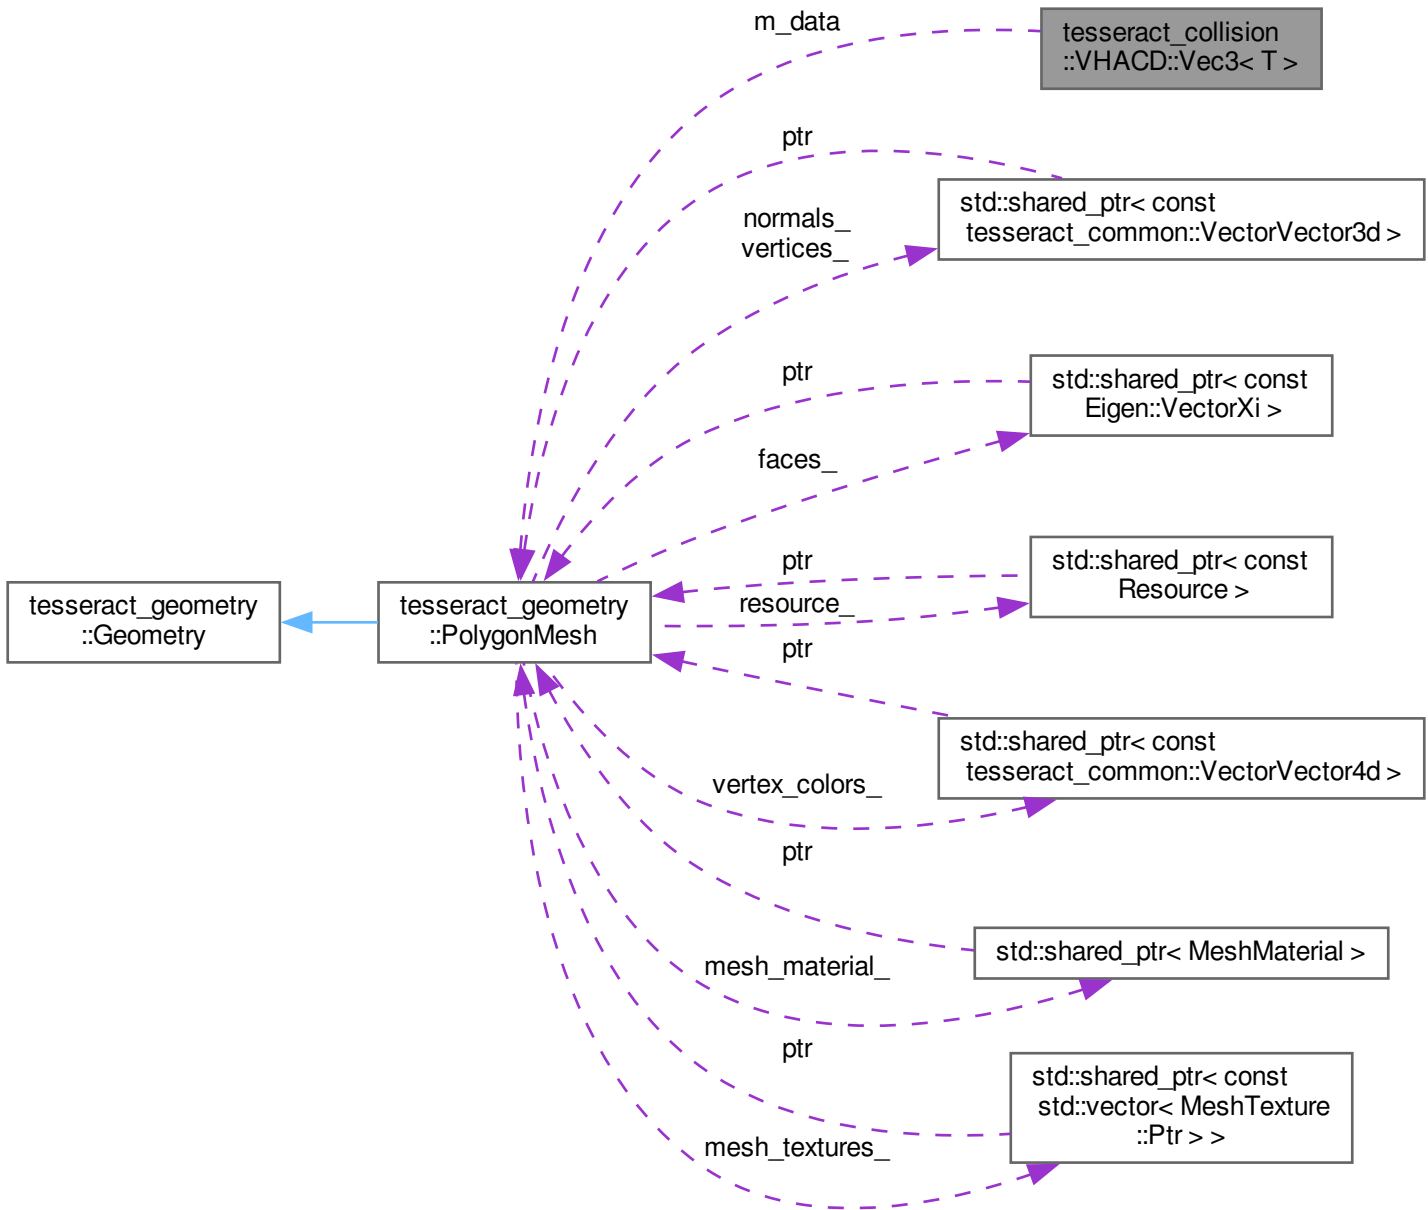 m_data
tesseract_collision
::VHACD::Vec3< T >
ptr
std::shared_ptr< const
tesseract_common::VectorVector3d >
normals_
vertices_
ptr
std::shared_ptr< const
Eigen::VectorXi >
faces_
ptr
std::shared_ptr< const
Resource >
resource_
tesseract_geometry
::Geometry
tesseract_geometry
::PolygonMesh
ptr
std::shared_ptr< const
tesseract_common::VectorVector4d >
vertex_colors_
ptr
std::shared_ptr< MeshMaterial >
mesh_material_
ptr
std::shared_ptr< const
std::vector< MeshTexture
::Ptr > >
mesh_textures_